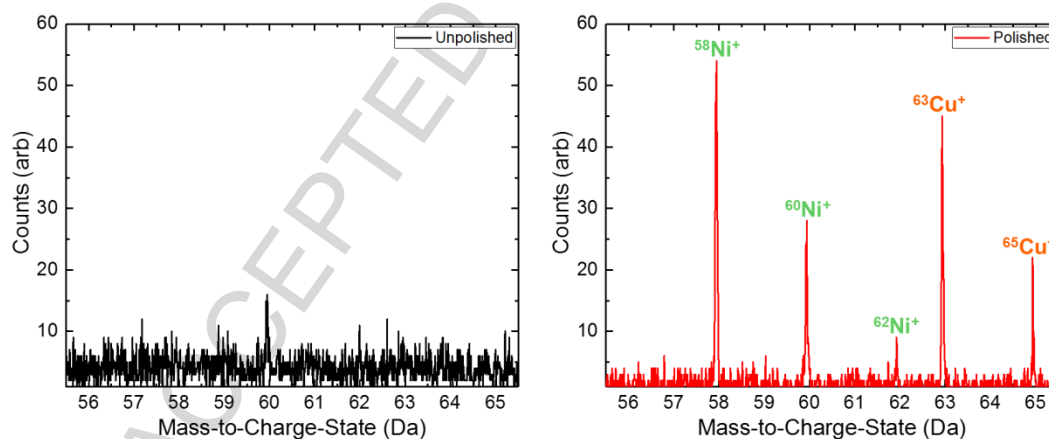 60
50
40
30
20
10
Counts (arb)
Unpolished
56 57 58 59 60 61 62 63 64 65
Mass-to-Charge-State (Da)
ACCEPTED
60
50
40
30
20
10
Counts (arb)
Polished
⁵⁸Ni⁺
⁶³Cu⁺
⁶⁰Ni⁺
⁶⁵Cu⁺
⁶²Ni⁺
56 57 58 59 60 61 62 63 64 65
Mass-to-Charge-State (Da)